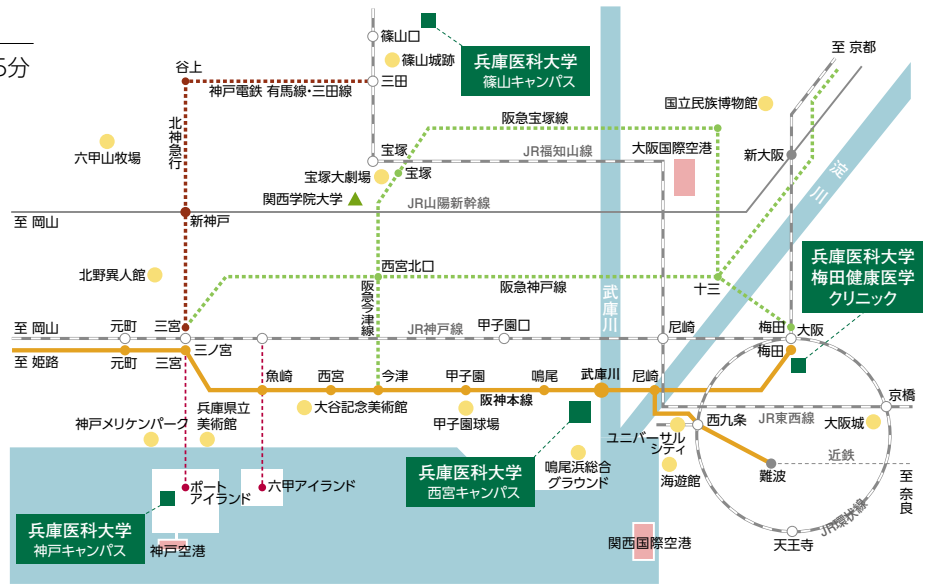 5分
至 京都
篠山口
篠山城跡
兵庫医科大学
篠山キャンパス
谷上
神戸電鉄 有馬線・三田線
三田
国立民族博物館
阪急宝塚線
北神急行
六甲山牧場
宝塚
JR福知山線
大阪国際空港
新大阪
淀川
宝塚大劇場
宝塚
関西学院大学
JR山陽新幹線
至 岡山
新神戸
兵庫医科大学
梅田健康医学
クリニック
北野異人館
西宮北口
阪急神戸線
十三
阪急今津線
武庫川
至 岡山
元町
三宮
JR神戸線
甲子園口
尼崎
梅田
大阪
至 姫路
元町
三宮
三ノ宮
梅田
魚崎
西宮
今津
甲子園
鳴尾
武庫川
尼崎
阪神本線
京橋
兵庫県立
美術館
大谷記念美術館
甲子園球場
西九条
JR東西線
大阪城
神戸メリケンパーク
ユニバーサル
シティ
近鉄
兵庫医科大学
西宮キャンパス
鳴尾浜総合
グラウンド
海遊館
難波
至 奈良
ポート
アイランド
六甲アイランド
兵庫医科大学
神戸キャンパス
神戸空港
関西国際空港
JR環状線
天王寺